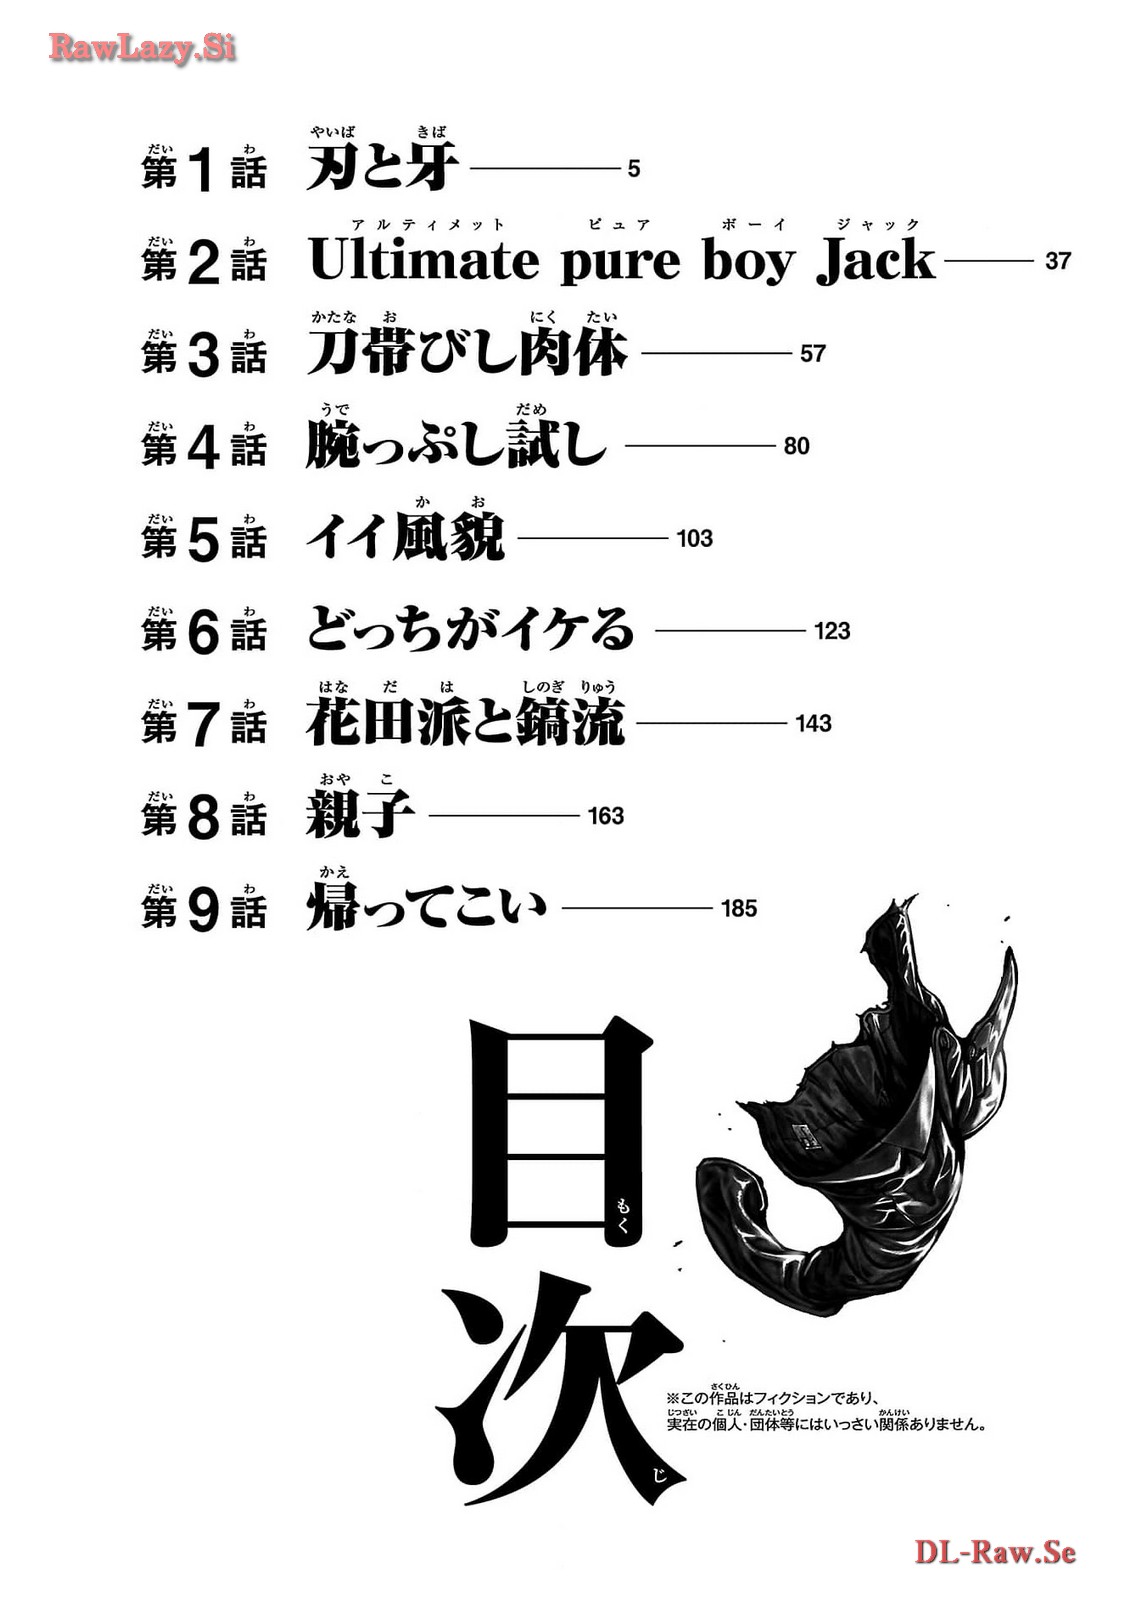 RawLazy.Si
第1話 刃と牙 5
第2話 Ultimate pure boy Jack 37
第3話 刀帯びし肉体 57
第4話 腕っぷし試し 80
第5話 イイ風貌 103
第6話 どっちがイケる 123
第7話 花田派と鎬流 143
第8話 親子 163
第9話 帰ってこい 185
目次
※この作品はフィクションであり、
実在の個人・団体等にはいっさい関係ありません。
DL-Raw.Se